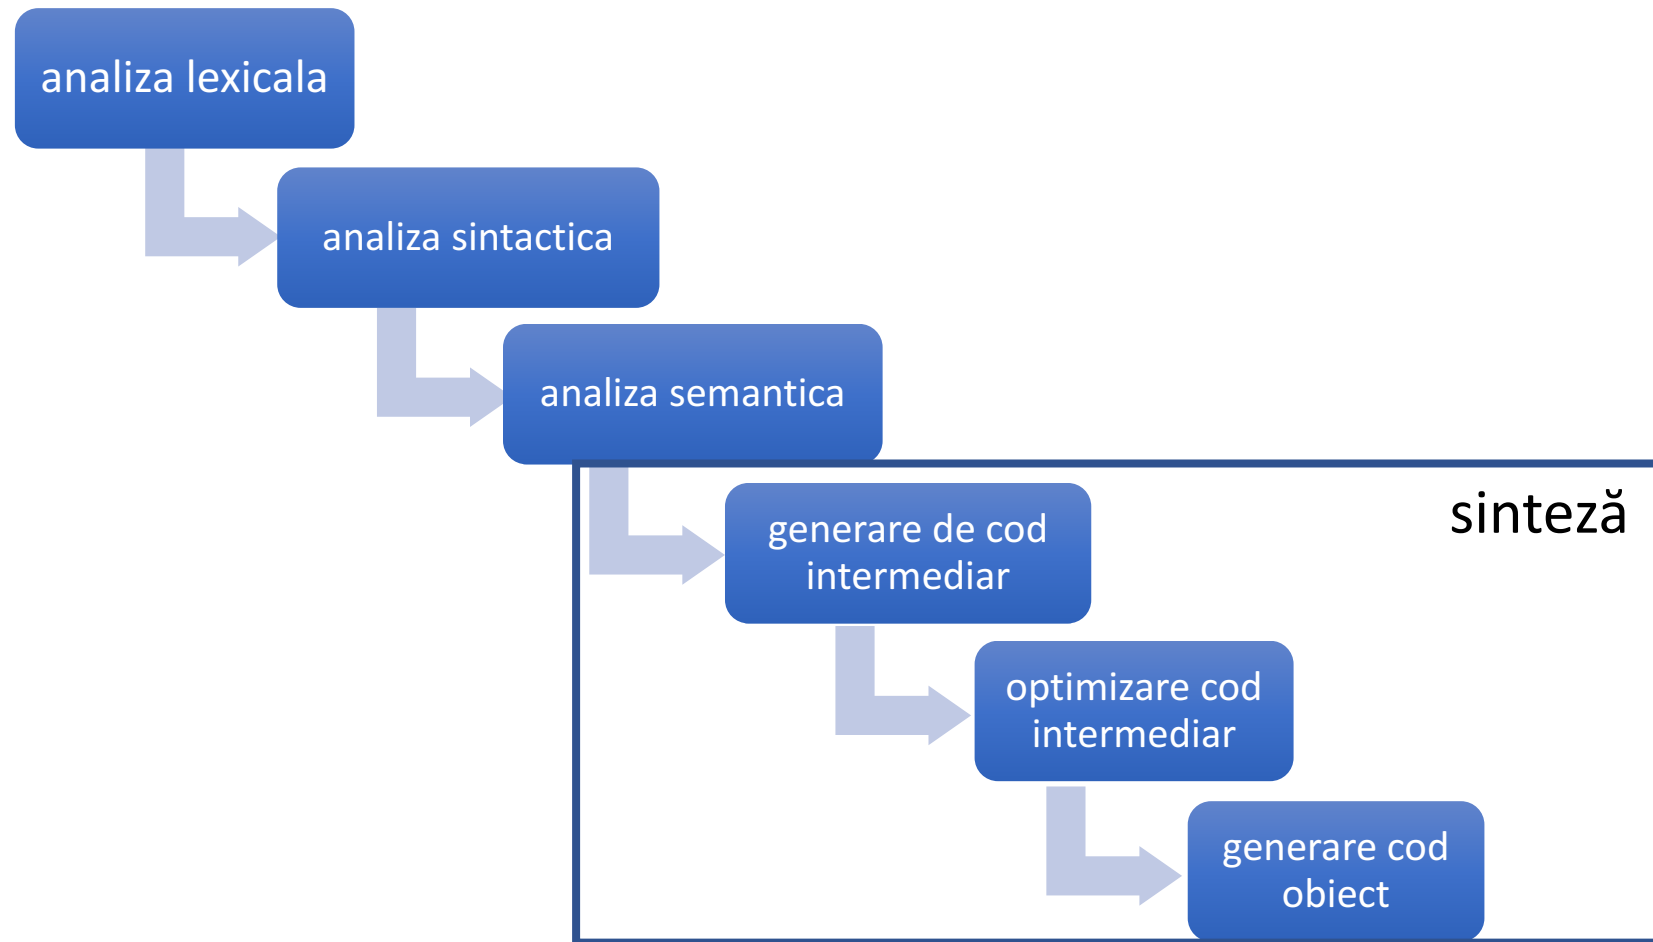 analiza lexicala
analiza sintactica
analiza semantica
sinteză
generare de cod
intermediar
optimizare cod
intermediar
generare cod
obiect